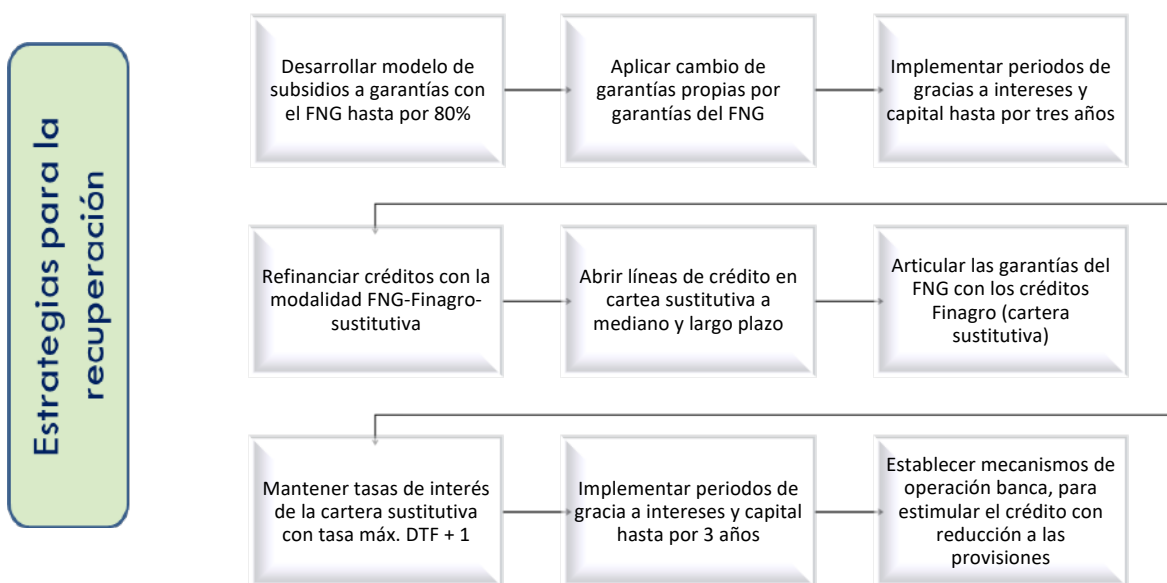 Estrategias para la
recuperación
Desarrollar modelo de
subsidios a garantías con
el FNG hasta por 80%
Aplicar cambio de
garantías propias por
garantías del FNG
Implementar periodos de
gracias a intereses y
capital hasta por tres años
Refinanciar créditos con la
modalidad FNG-Finagro-
sustitutiva
Abrir líneas de crédito en
cartea sustitutiva a
mediano y largo plazo
Articular las garantías del
FNG con los créditos
Finagro (cartera
sustitutiva)
Mantener tasas de interés
de la cartera sustitutiva
con tasa máx. DTF + 1
Implementar periodos de
gracia a intereses y capital
hasta por 3 años
Establecer mecanismos de
operación banca, para
estimular el crédito con
reducción a las
provisiones